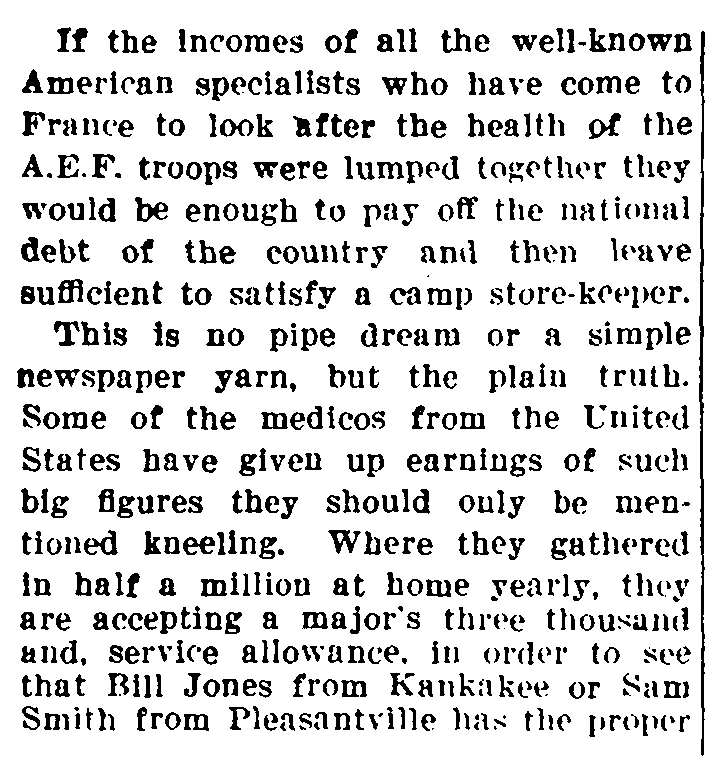 If the incomes of all the well-known
American specialists who have come to
France to look after the health of the
A.E.F. troops were lumped together they
would be enough to pay off the national
debt of the country and then leave
sufficient to satisfy a camp store-keeper.
This is no pipe dream or a simple
newspaper yarn, but the plain truth.
Some of the medicos from the United
States have given up earnings of such
big figures they should only be men-
tioned kneeling. Where they gathered
in half a million at home yearly, they
are accepting a major's three thousand
and, service allowance, in order to see
that Bill Jones from Kankakee or Sam
Smith from Pleasantville has the proper